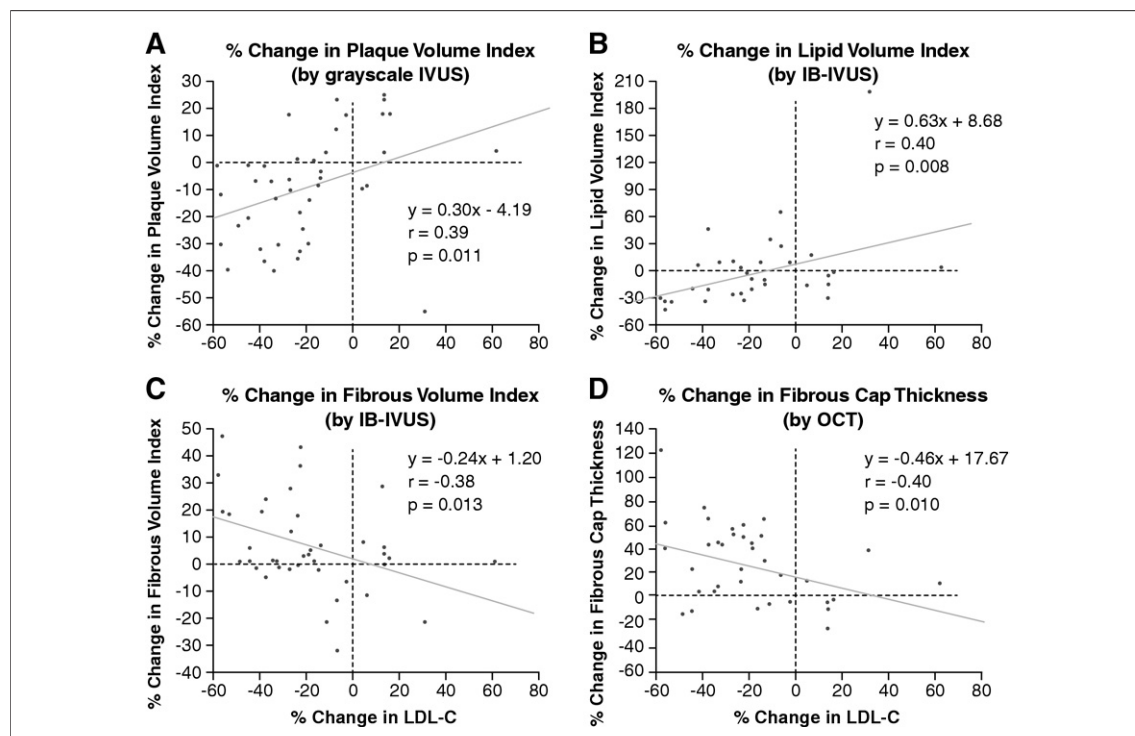 A
% Change in Plaque Volume Index
(by grayscale IVUS)
% Change in Plaque Volume Index
30
20
10
0
-10
-20
-30
-40
-50
-60
y = 0.30x - 4.19
r = 0.39
p = 0.011
-60 -40 -20 0 20 40 60 80
B
% Change in Lipid Volume Index
(by IB-IVUS)
% Change in Lipid Volume Index
210
180
150
120
90
60
30
0
-30
-60
y = 0.63x + 8.68
r = 0.40
p = 0.008
-60 -40 -20 0 20 40 60 80
C
% Change in Fibrous Volume Index
(by IB-IVUS)
% Change in Fibrous Volume Index
50
40
30
20
10
0
-10
-20
-30
-40
y = -0.24x + 1.20
r = -0.38
p = 0.013
-60 -40 -20 0 20 40 60 80
% Change in LDL-C
D
% Change in Fibrous Cap Thickness
(by OCT)
% Change in Fibrous Cap Thickness
140
120
100
80
60
40
20
0
-20
-40
-60
y = -0.46x + 17.67
r = -0.40
p = 0.010
-60 -40 -20 0 20 40 60 80
% Change in LDL-C